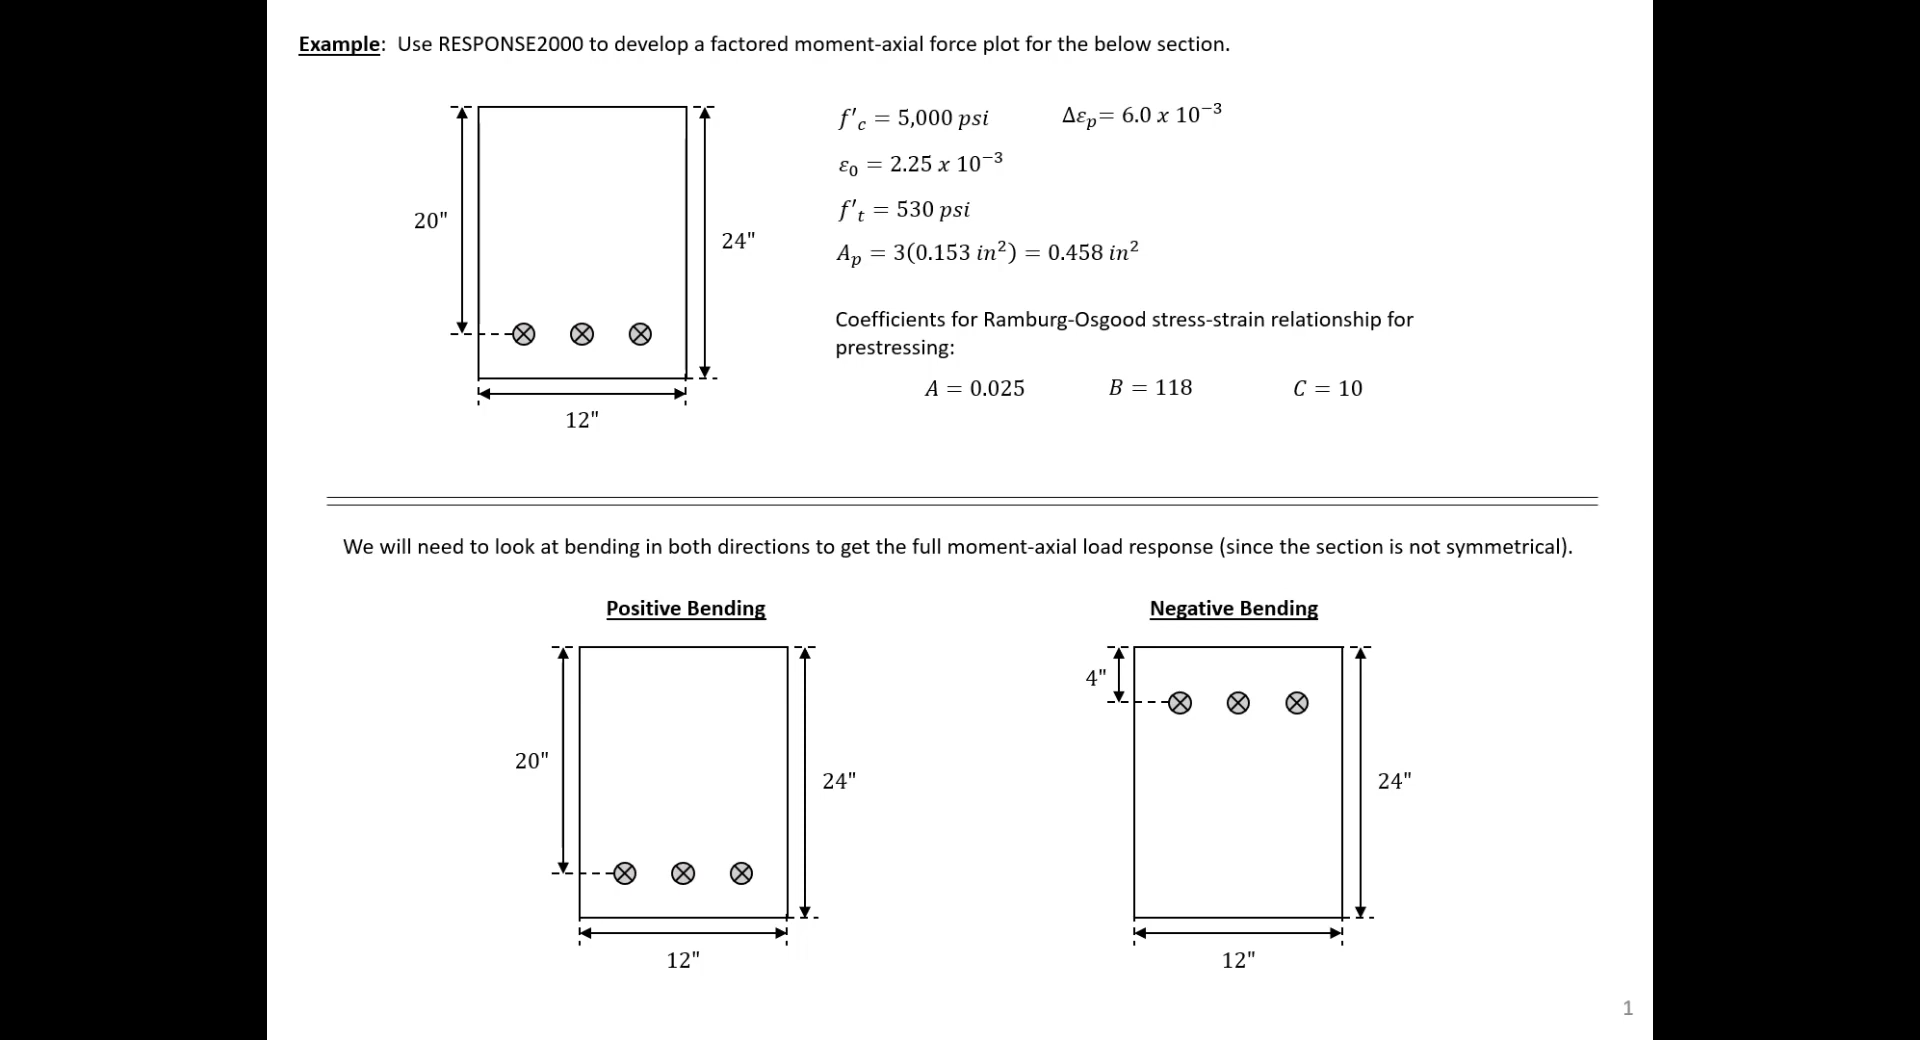 Example: Use RESPONSE2000 to develop a factored moment-axial force plot for the below section.
f'c = 5,000 psi
Δεp= 6.0 x 10⁻³
ε₀ = 2.25 x 10⁻³
f't = 530 psi
Ap = 3(0.153 in²) = 0.458 in²
20"
24"
12"
Coefficients for Ramburg-Osgood stress-strain relationship for
prestressing:
A = 0.025
B = 118
C = 10
We will need to look at bending in both directions to get the full moment-axial load response (since the section is not symmetrical).
Positive Bending
20"
24"
12"
Negative Bending
4"
24"
12"
1